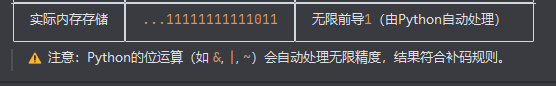 实际内存存储 ...11111111111011 无限前导1（由Python自动处理）
⚠ 注意：Python的位运算（如 &, |, ~）会自动处理无限精度，结果符合补码规则。